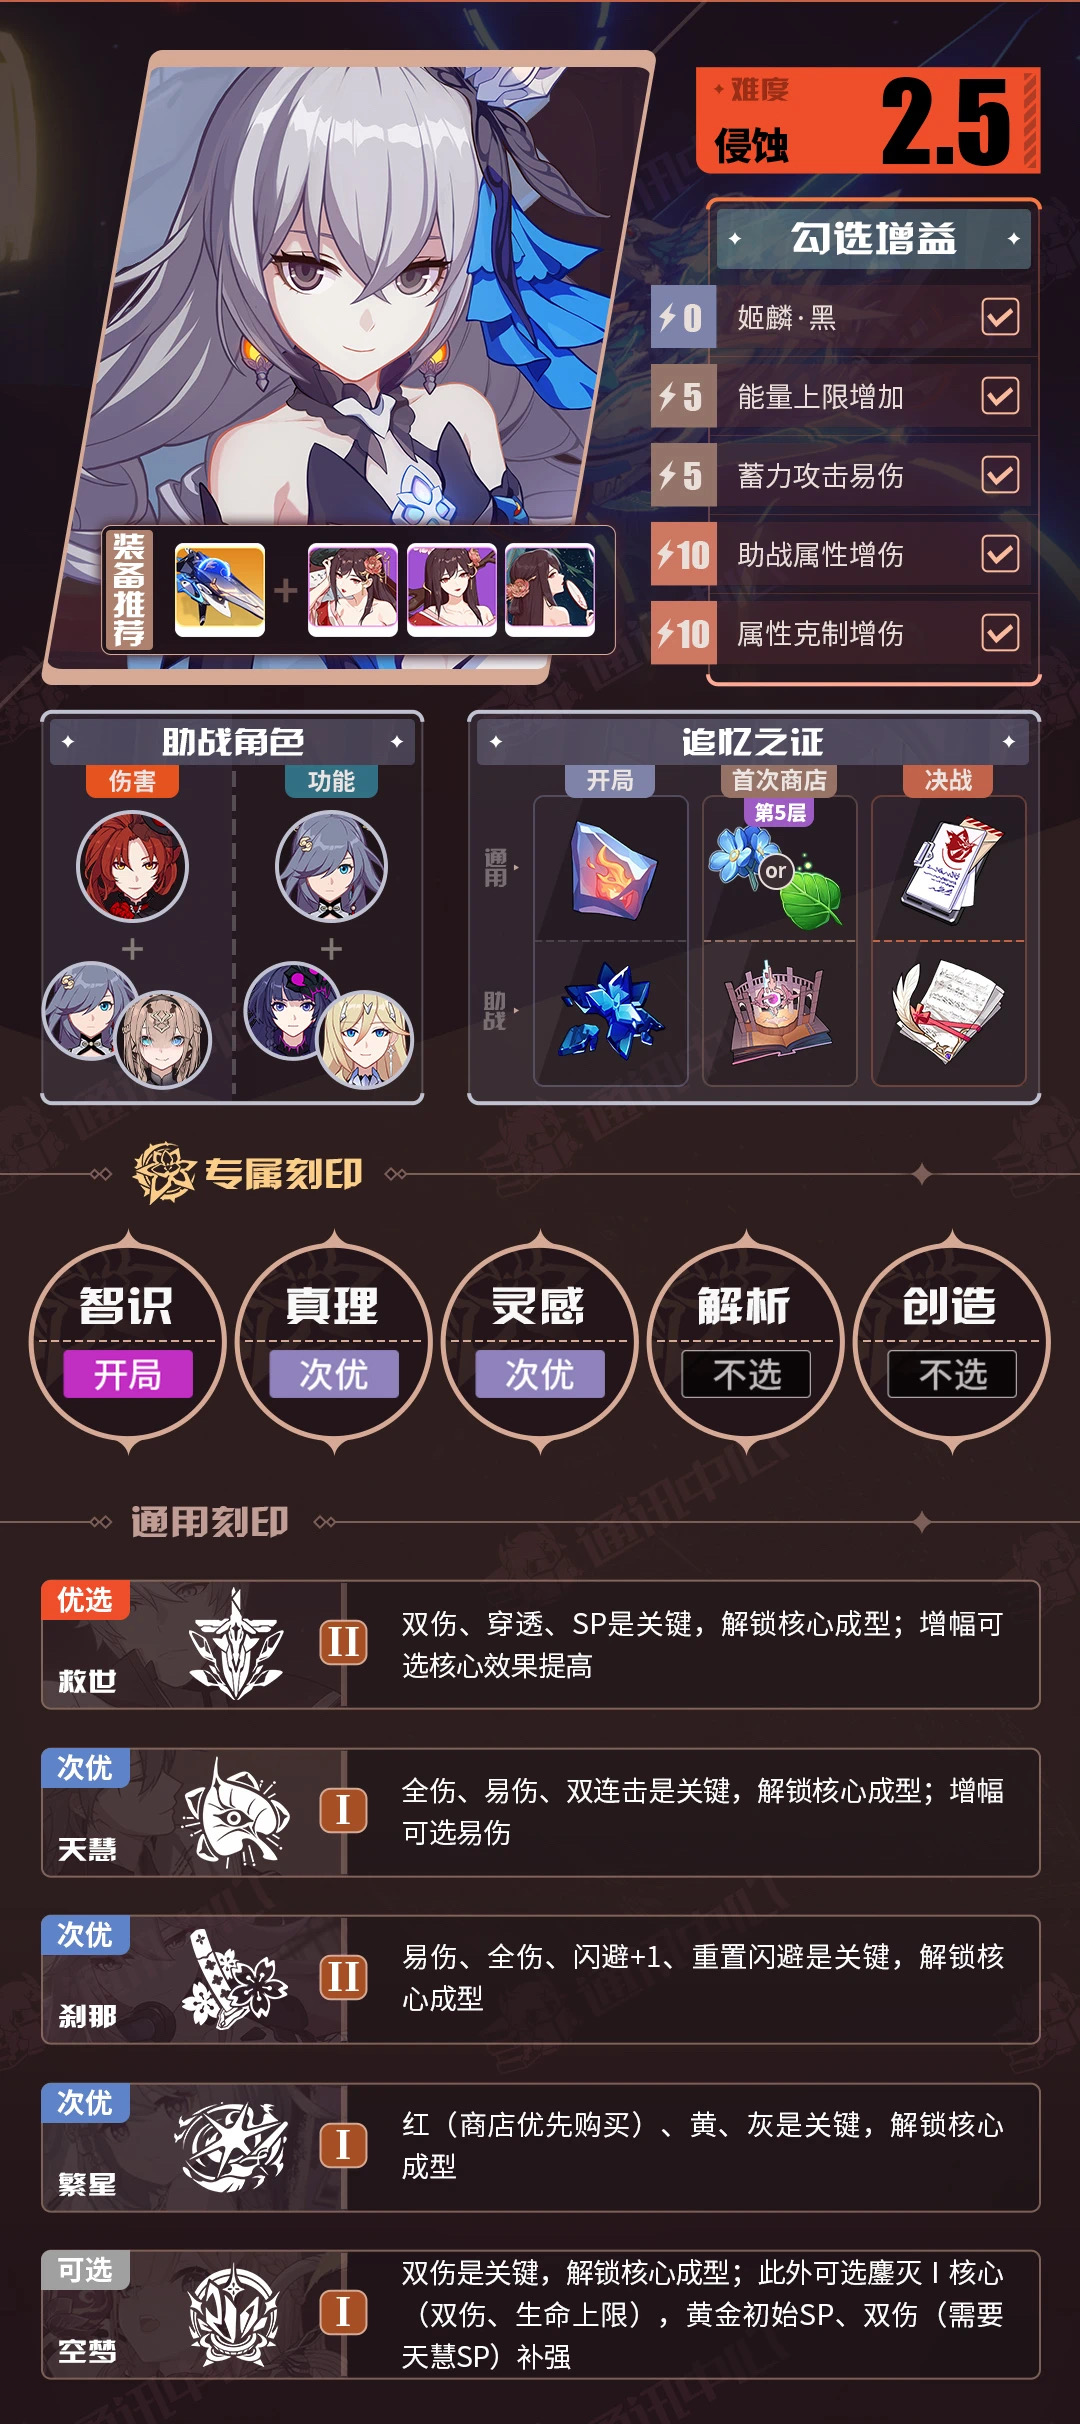 难度
侵蚀
2.5
勾选增益
0 姬麟·黑
5 能量上限增加
5 蓄力攻击易伤
10 助战属性增伤
10 属性克制增伤
装备推荐
助战角色
伤害 功能
追忆之证
开局 首次商店 决战
第5层
通用
or
助战
专属刻印
智识 真理 灵感 解析 创造
开局 次优 次优 不选 不选
通用刻印
优选
救世
II
双伤、穿透、SP是关键，解锁核心成型；增幅可
选核心效果提高
次优
天慧
I
全伤、易伤、双连击是关键，解锁核心成型；增幅
可选易伤
次优
刹那
II
易伤、全伤、闪避+1、重置闪避是关键，解锁核
心成型
次优
繁星
I
红（商店优先购买）、黄、灰是关键，解锁核心
成型
可选
空梦
I
双伤是关键，解锁核心成型；此外可选鏖灭 I 核心
（双伤、生命上限），黄金初始SP、双伤（需要
天慧SP）补强